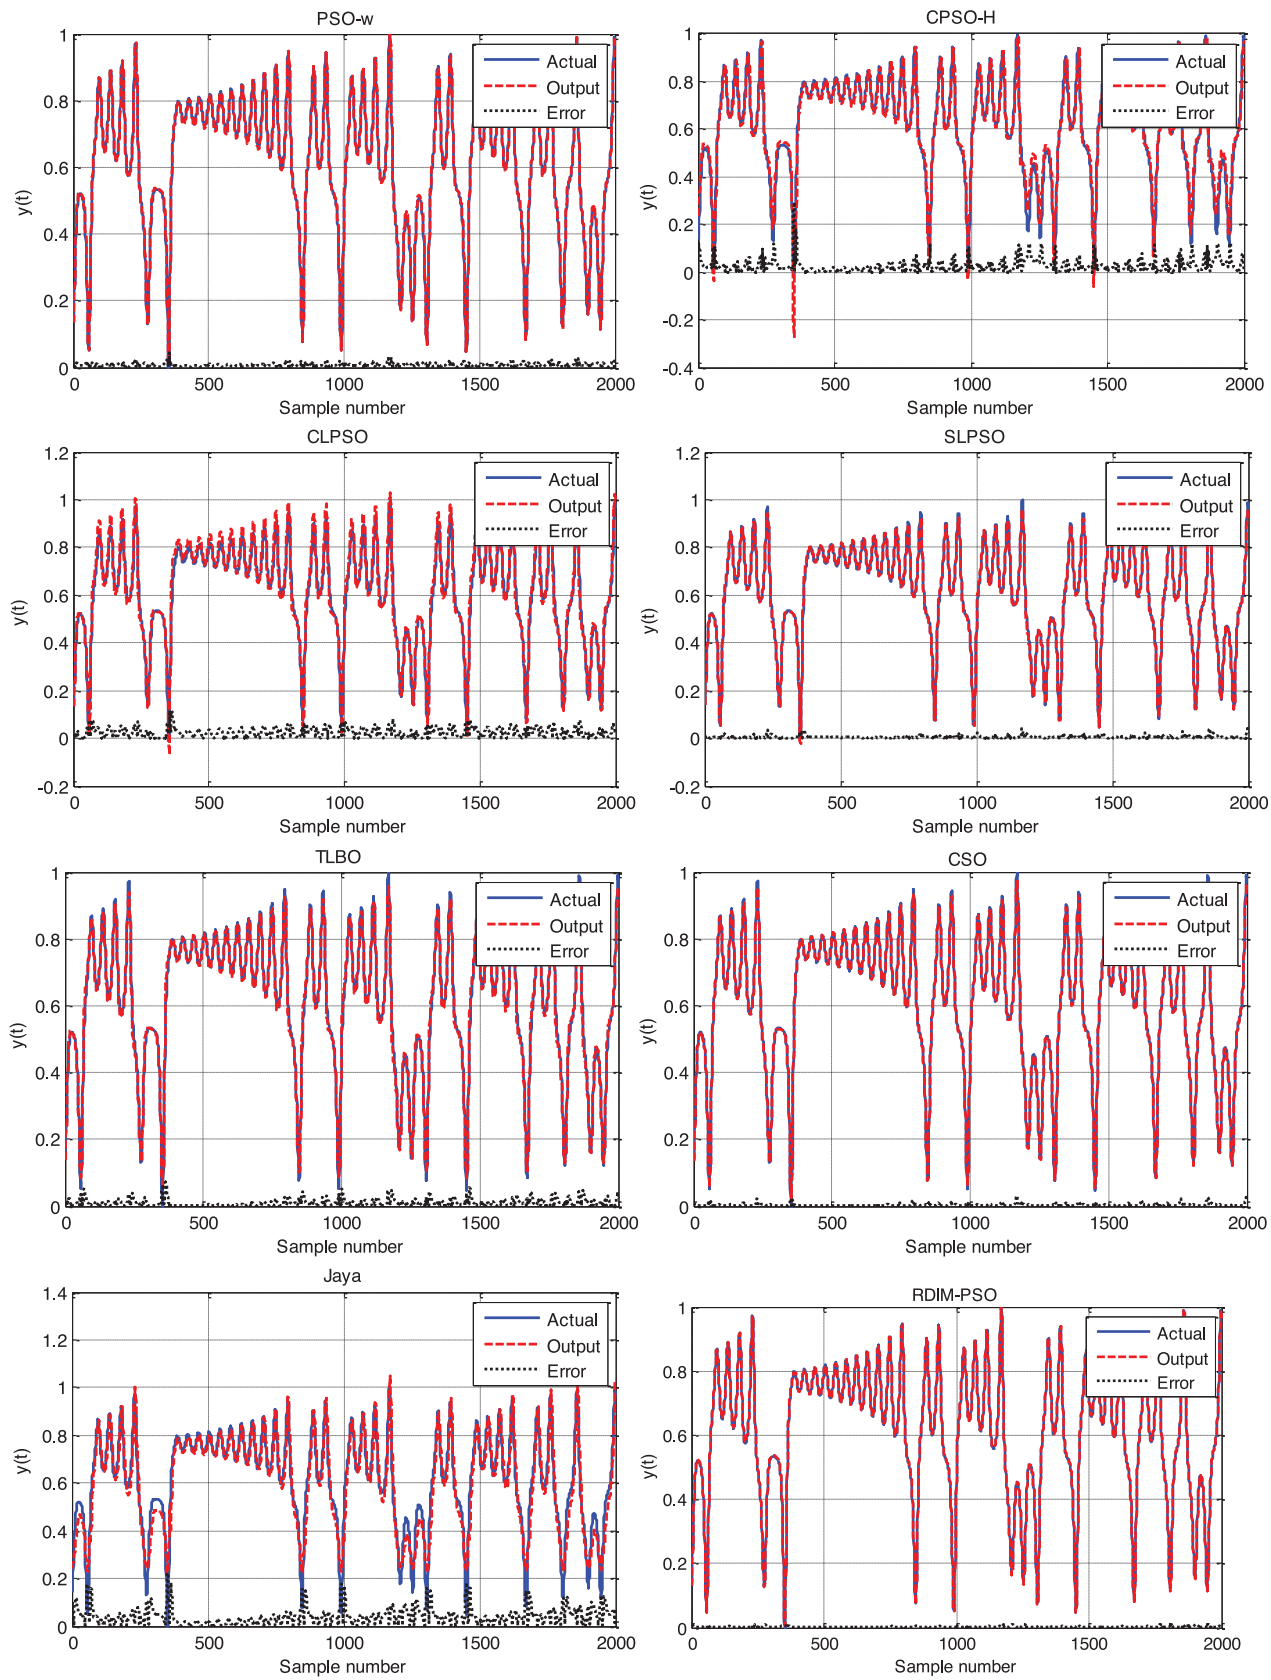 PSO-w
1
0.8
0.6
0.4
0.2
0
y(t)
Actual
Output
Error
0 500 1000 1500 2000
Sample number
CPSO-H
1
0.8
0.6
0.4
0.2
0
-0.2
-0.4
y(t)
Actual
Output
Error
0 500 1000 1500 2000
Sample number
CLPSO
1.2
1
0.8
0.6
0.4
0.2
0
-0.2
y(t)
Actual
Output
Error
0 500 1000 1500 2000
Sample number
SLPSO
1.2
1
0.8
0.6
0.4
0.2
0
-0.2
y(t)
Actual
Output
Error
0 500 1000 1500 2000
Sample number
TLBO
1
0.8
0.6
0.4
0.2
0
y(t)
Actual
Output
Error
0 500 1000 1500 2000
Sample number
CSO
1
0.8
0.6
0.4
0.2
0
y(t)
Actual
Output
Error
0 500 1000 1500 2000
Sample number
Jaya
1.4
1.2
1
0.8
0.6
0.4
0.2
0
y(t)
Actual
Output
Error
0 500 1000 1500 2000
Sample number
RDIM-PSO
1
0.8
0.6
0.4
0.2
0
y(t)
Actual
Output
Error
0 500 1000 1500 2000
Sample number